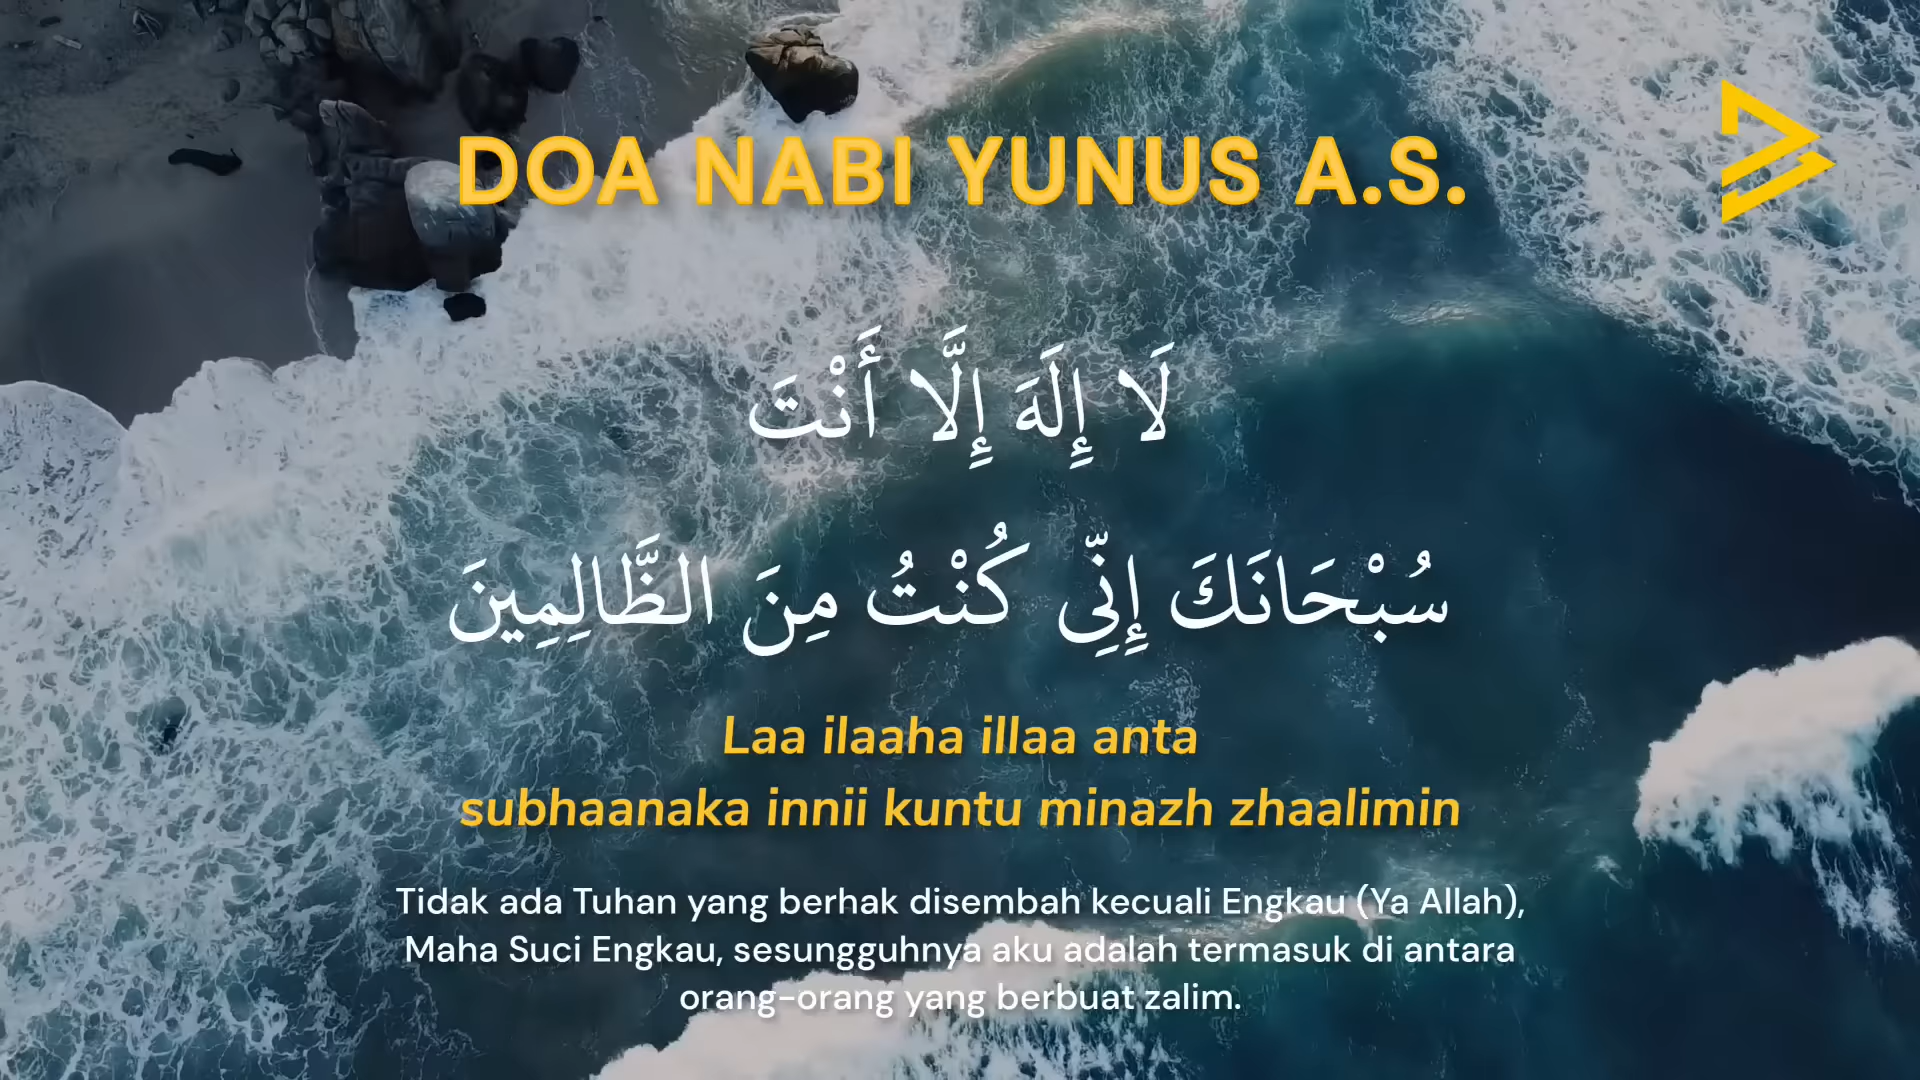 DOA NABI YUNUS A.S.
لَا إِلَهَ إِلَّا أَنْتَ
سُبْحَانَكَ إِنِّى كُنْتُ مِنَ الظَّالِمِينَ
Laa ilaaha illaa anta
subhaanaka innii kuntu minazh zhaalimin
Tidak ada Tuhan yang berhak disembah kecuali Engkau (Ya Allah),
Maha Suci Engkau, sesungguhnya aku adalah termasuk di antara
orang-orang yang berbuat zalim.